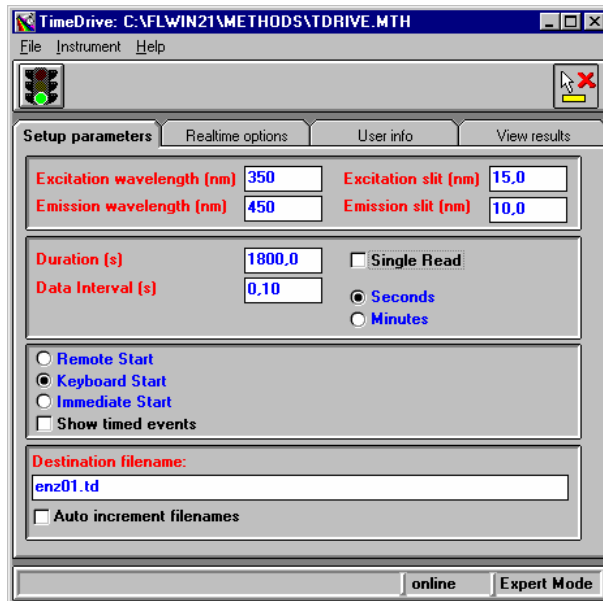 TimeDrive: C:\FLWIN21\METHODS\TDRIVE.MTH
File Instrument Help
Setup parameters Realtime options User info View results
Excitation wavelength (nm) 350 Excitation slit (nm) 15,0
Emission wavelength (nm) 450 Emission slit (nm) 10,0
Duration (s) 1800,0 Single Read
Data Interval (s) 0,10
Seconds
Minutes
Remote Start
Keyboard Start
Immediate Start
Show timed events
Destination filename:
enz01.td
Auto increment filenames
online Expert Mode